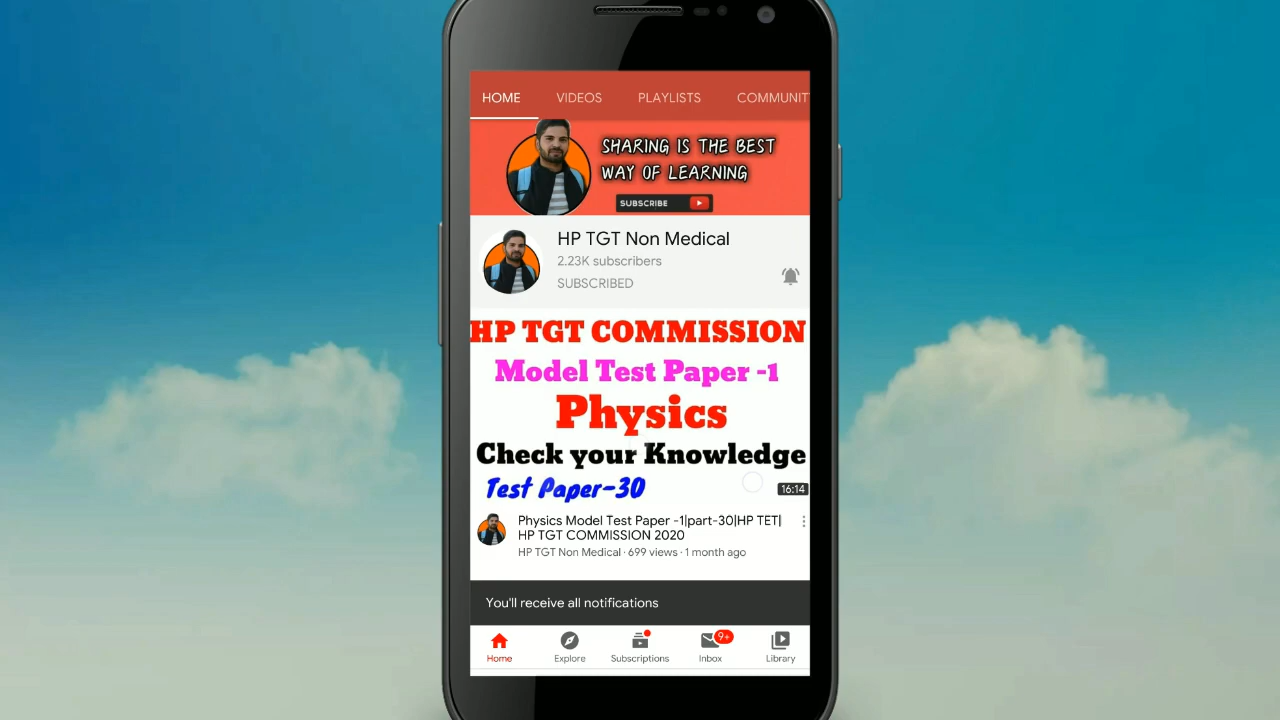 HOME VIDEOS PLAYLISTS COMMUNIT
SHARING IS THE BEST
WAY OF LEARNING
SUBSCRIBE
HP TGT Non Medical
2.23K subscribers
SUBSCRIBED
HP TGT COMMISSION
Model Test Paper -1
Physics
Check your Knowledge
Test Paper-30
16:14
Physics Model Test Paper -1|part-30|HP TET|
HP TGT COMMISSION 2020
HP TGT Non Medical · 699 views · 1 month ago
You'll receive all notifications
9+
Home Explore Subscriptions Inbox Library